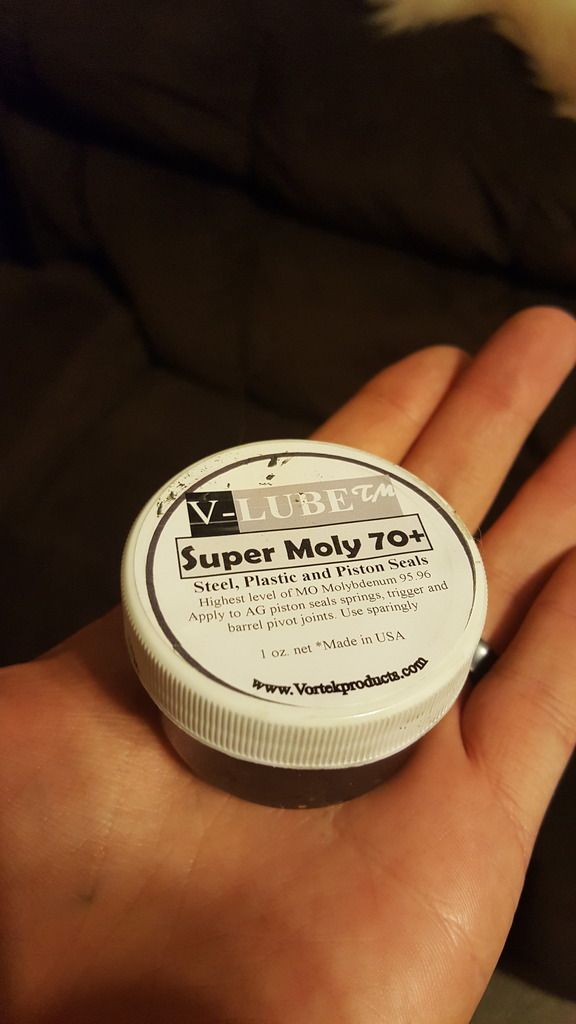 V-LUBE™
Super Moly 70+
Steel, Plastic and Piston Seals
Highest level of MO Molybdenum 95.96
Apply to AG piston seals springs, trigger and
barrel pivot joints. Use sparingly
1 oz. net *Made in USA
www.Vortekproducts.com